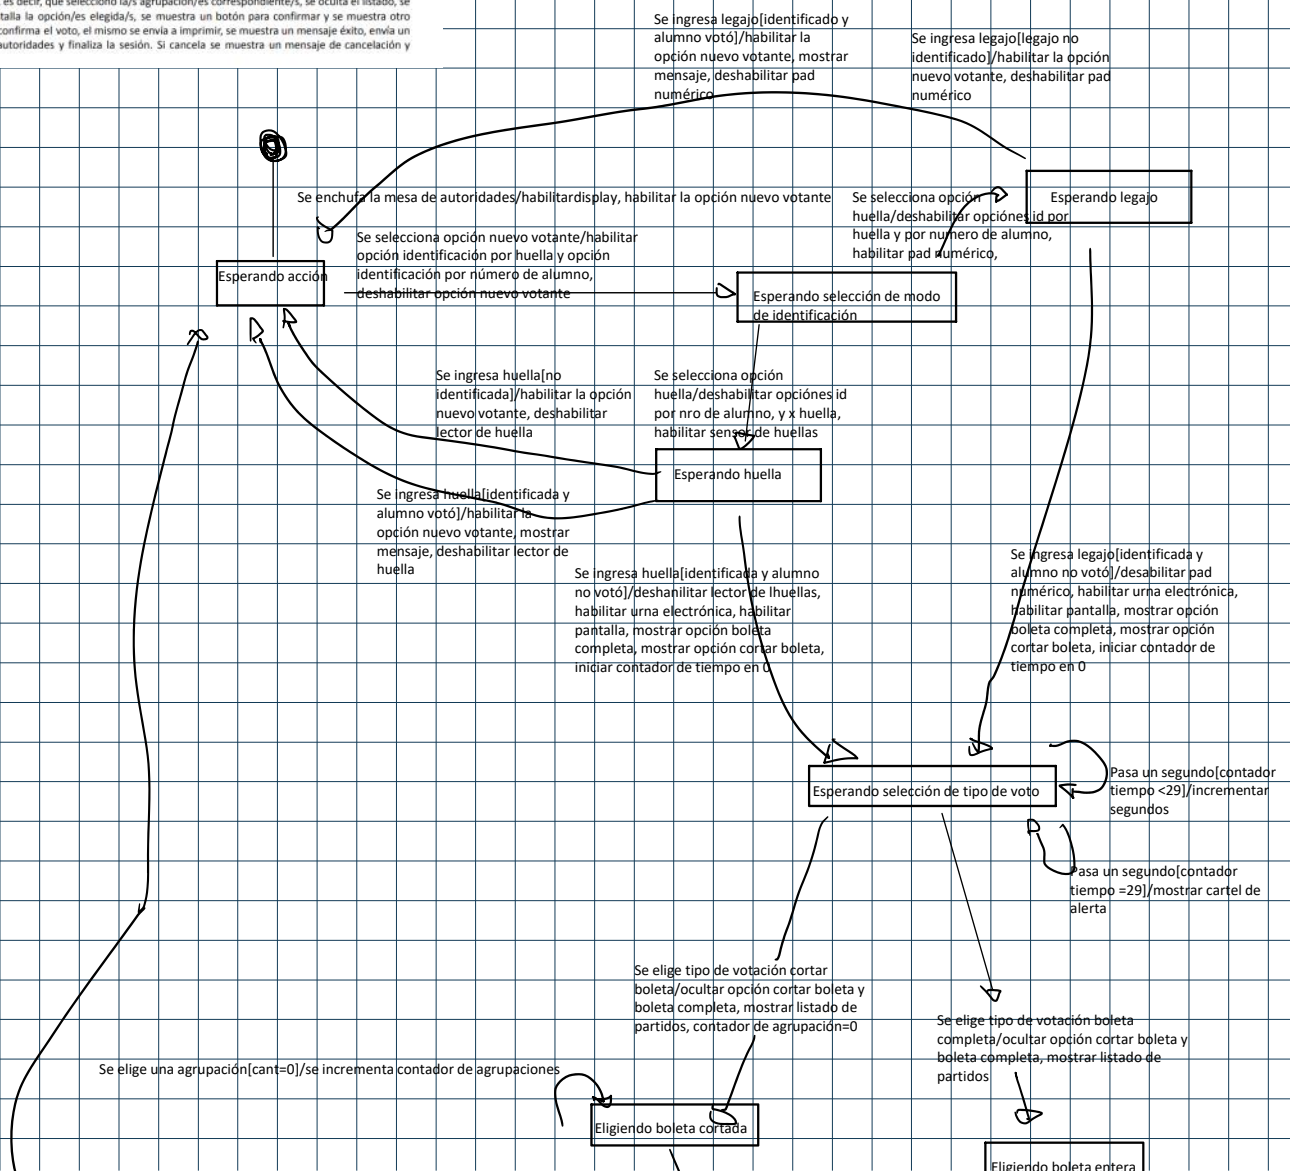 es decir, que seleccionó la/s agrupación/es correspondiente/s, se oculta el listado, se
talla la opción/es elegida/s, se muestra un botón para confirmar y se muestra otro
confirma el voto, el mismo se envía a imprimir, se muestra un mensaje éxito, envía un
autoridades y finaliza la sesión. Si cancela se muestra un mensaje de cancelación y
Se ingresa legajo[identificado y
alumno votó]/habilitar la
opción nuevo votante, mostrar
mensaje, deshabilitar pad
numérico
Se ingresa legajo[legajo no
identificado]/habilitar la opción
nuevo votante, deshabilitar pad
numérico
Se enchufa la mesa de autoridades/habilitardisplay, habilitar la opción nuevo votante
Se selecciona opción
huella/deshabilitar opciónes id por
huella y por numero de alumno,
habilitar pad numérico,
Esperando legajo
Se selecciona opción nuevo votante/habilitar
opción identificación por huella y opción
identificación por número de alumno,
deshabilitar opción nuevo votante
Esperando acción
Esperando selección de modo
de identificación
Se ingresa huella[no
identificada]/habilitar la opción
nuevo votante, deshabilitar
lector de huella
Se selecciona opción
huella/deshabilitar opciónes id
por nro de alumno, y x huella,
habilitar sensor de huellas
Esperando huella
Se ingresa huella[identificada y
alumno votó]/habilitar la
opción nuevo votante, mostrar
mensaje, deshabilitar lector de
huella
Se ingresa huella[identificada y alumno
no votó]/deshanilitar lector de lhuellas,
habilitar urna electrónica, habilitar
pantalla, mostrar opción boleta
completa, mostrar opción cortar boleta,
iniciar contador de tiempo en 0
Se ingresa legajo[identificada y
alumno no votó]/desabilitar pad
numérico, habilitar urna electrónica,
habilitar pantalla, mostrar opción
boleta completa, mostrar opción
cortar boleta, iniciar contador de
tiempo en 0
Esperando selección de tipo de voto
Pasa un segundo[contador
tiempo <29]/incrementar
segundos
Pasa un segundo[contador
tiempo =29]/mostrar cartel de
alerta
Se elige tipo de votación cortar
boleta/ocultar opción cortar boleta y
boleta completa, mostrar listado de
partidos, contador de agrupación=0
Se elige tipo de votación boleta
completa/ocultar opción cortar boleta y
boleta completa, mostrar listado de
partidos
Se elige una agrupación[cant=0]/se incrementa contador de agrupaciones
Eligiendo boleta cortada
Eligiendo boleta entera